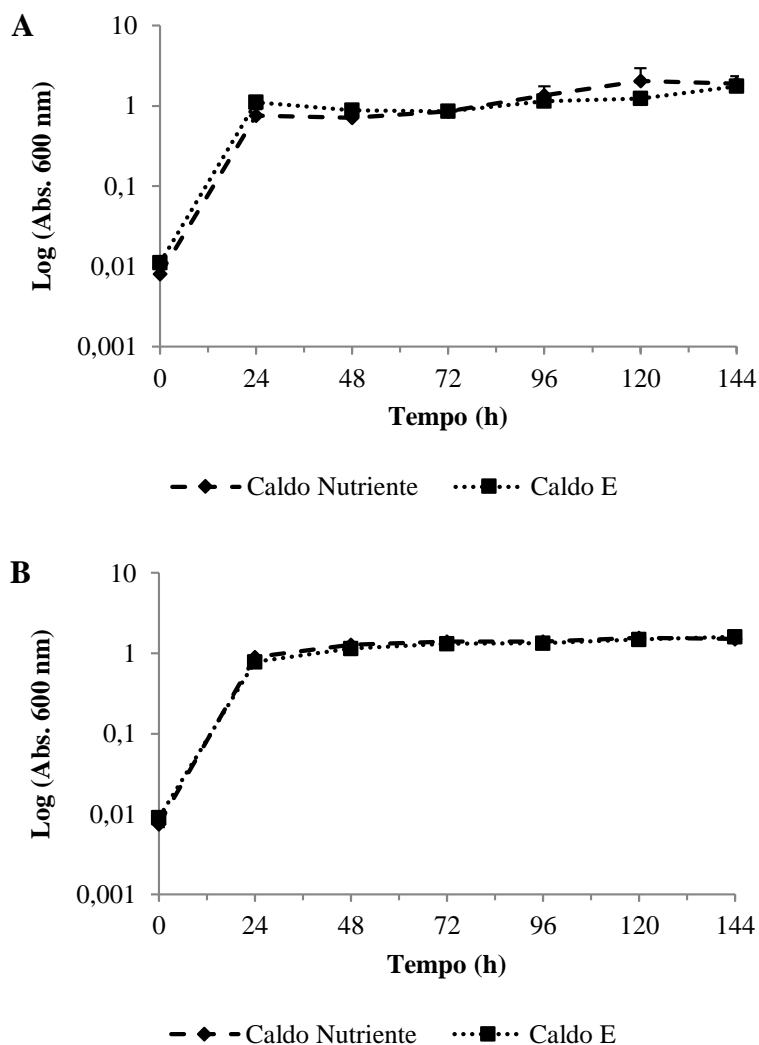 A
10
1
0,1
0,01
0,001
Log (Abs. 600 nm)
0 24 48 72 96 120 144
Tempo (h)
Caldo Nutriente Caldo E
B
10
1
0,1
0,01
0,001
Log (Abs. 600 nm)
0 24 48 72 96 120 144
Tempo (h)
Caldo Nutriente Caldo E